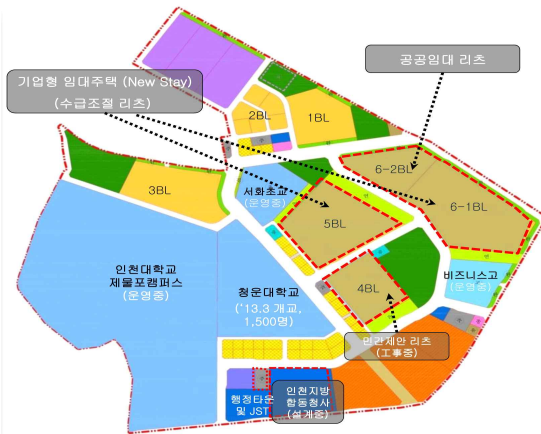 공공임대 리츠
기업형 임대주택 (New Stay)
(수급조절 리츠)
2BL
1BL
6-2BL
6-1BL
3BL
서화초교
(운영중)
5BL
인천대학교
제물포캠퍼스
(운영중)
청운대학교
('13.3 개교,
1,500명)
비즈니스고
(운영중)
4BL
민간제안 리츠
(工事중)
행정타운
및 JST
인천지방
합동청사
(설계중)